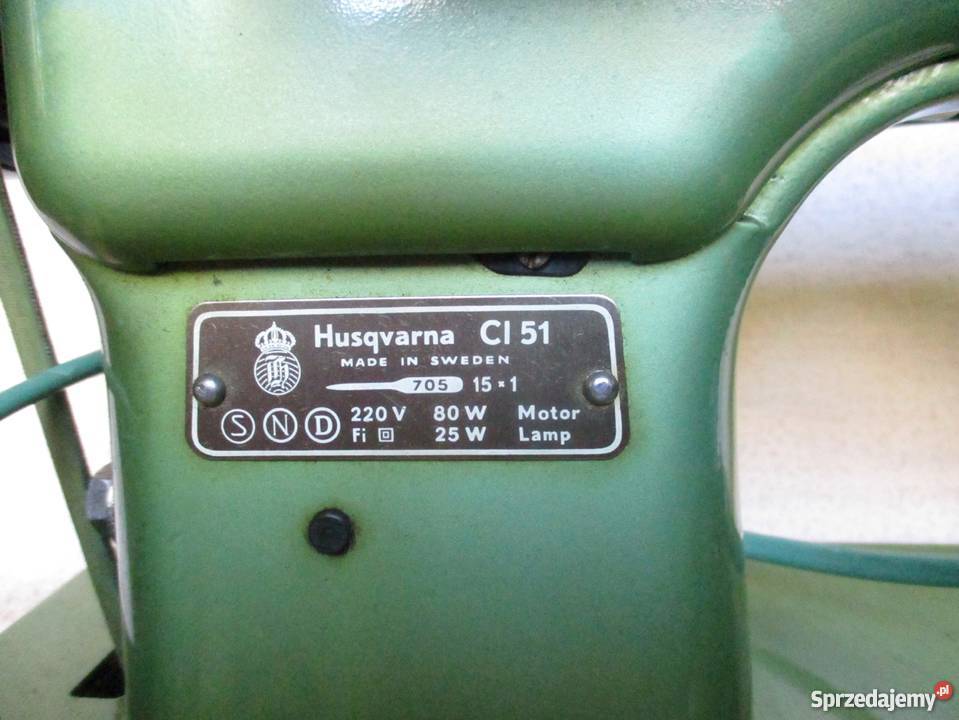 Husqvarna Cl 51
MADE IN SWEDEN
705 15×1
S N D 220 V 80 W Motor
Fi 25 W Lamp
Sprzedajemy.pl